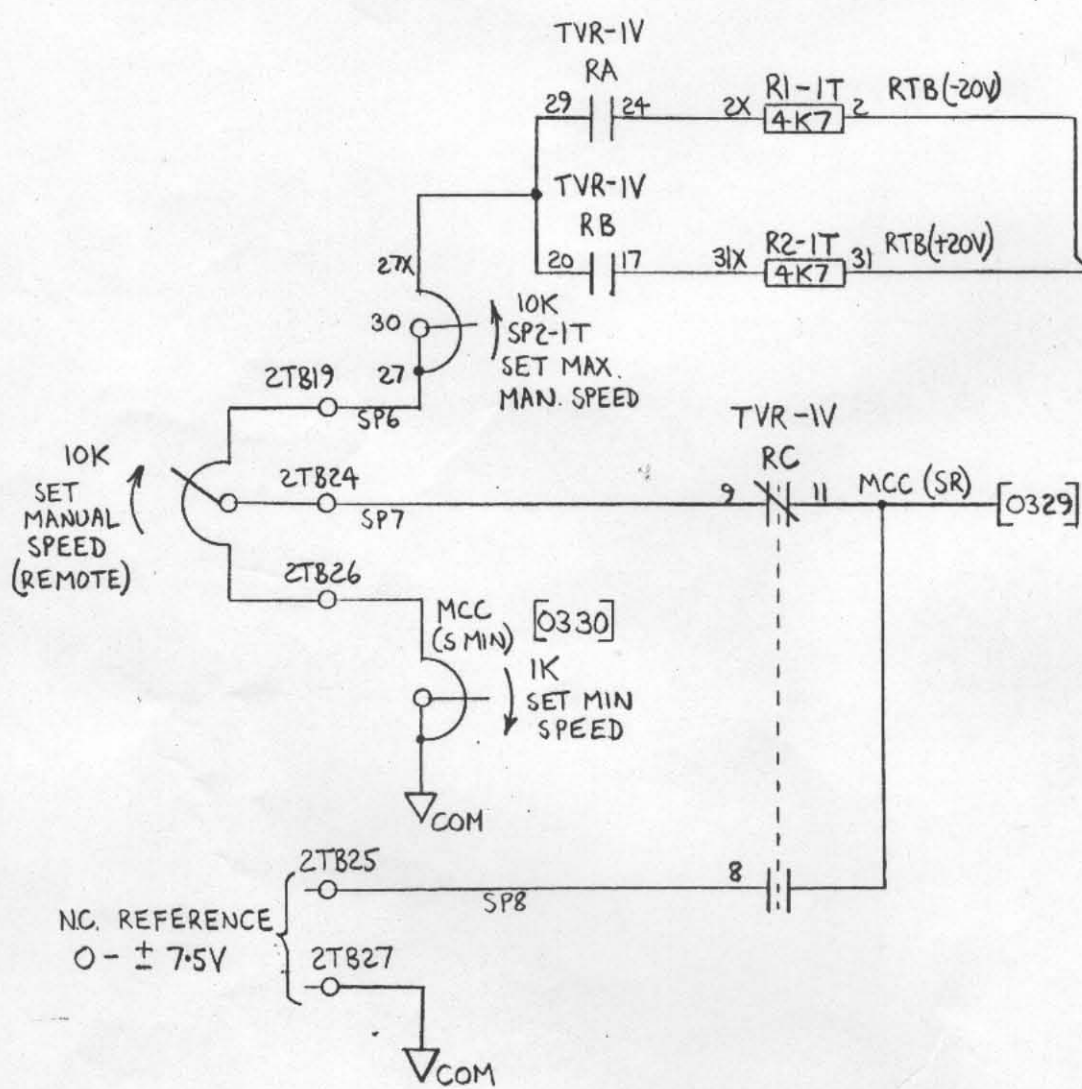 TVR-1V
RA
29
24
2X
R1-1T
4K7
2
RTB(-20V)
TVR-1V
RB
20
17
31X
R2-1T
4K7
31
RTB(+20V)
27X
30
27
10K
SP2-1T
SET MAX.
MAN. SPEED
2TB19
SP6
10K
SET
MANUAL
SPEED
(REMOTE)
2TB24
SP7
TVR-1V
RC
9
11
MCC (SR)
[0329]
2TB26
MCC
(S MIN)
[0330]
1K
SET MIN
SPEED
COM
2TB25
SP8
8
N.C. REFERENCE
0 - ± 7.5V
2TB27
COM